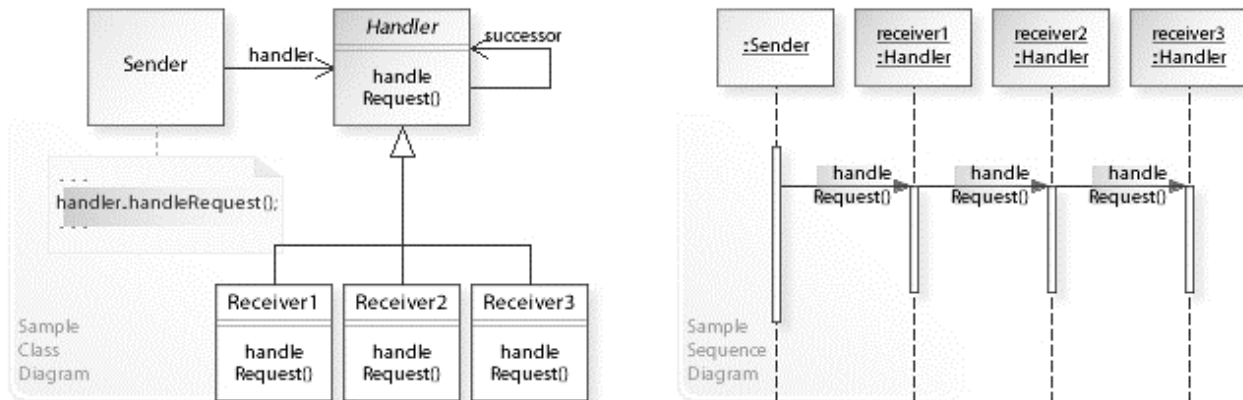 Sender
handler
Handler
handle
Request()
successor
. . .
handler.handleRequest();
. . .
Receiver1
handle
Request()
Receiver2
handle
Request()
Receiver3
handle
Request()
Sample
Class
Diagram
:Sender
receiver1
:Handler
receiver2
:Handler
receiver3
:Handler
handle
Request()
handle
Request()
handle
Request()
Sample
Sequence
Diagram